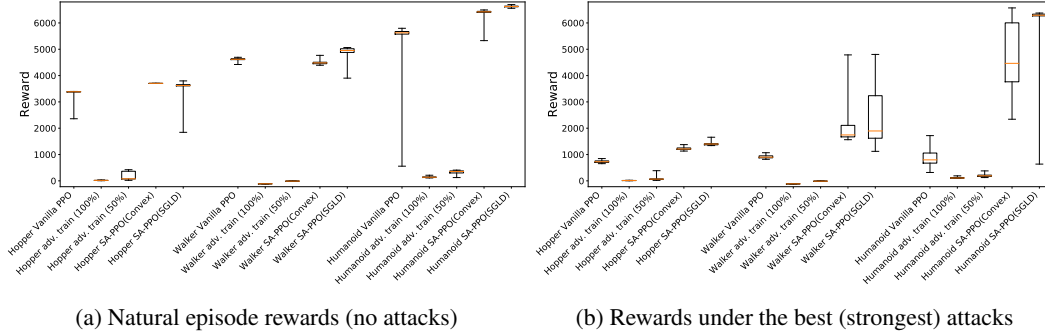 6000
5000
4000
3000
2000
1000
0
Reward
Hopper Vanilla PPO
Hopper adv. train (100%)
Hopper adv. train (50%)
Hopper SA-PPO(Convex)
Hopper SA-PPO(SGLD)
Walker Vanilla PPO
Walker adv. train (100%)
Walker adv. train (50%)
Walker SA-PPO(Convex)
Walker SA-PPO(SGLD)
Humanoid Vanilla PPO
Humanoid adv. train (100%)
Humanoid adv. train (50%)
Humanoid SA-PPO(Convex)
Humanoid SA-PPO(SGLD)
(a) Natural episode rewards (no attacks)
6000
5000
4000
3000
2000
1000
0
Reward
Hopper Vanilla PPO
Hopper adv. train (100%)
Hopper adv. train (50%)
Hopper SA-PPO(Convex)
Hopper SA-PPO(SGLD)
Walker Vanilla PPO
Walker adv. train (100%)
Walker adv. train (50%)
Walker SA-PPO(Convex)
Walker SA-PPO(SGLD)
Humanoid Vanilla PPO
Humanoid adv. train (100%)
Humanoid adv. train (50%)
Humanoid SA-PPO(Convex)
Humanoid SA-PPO(SGLD)
(b) Rewards under the best (strongest) attacks